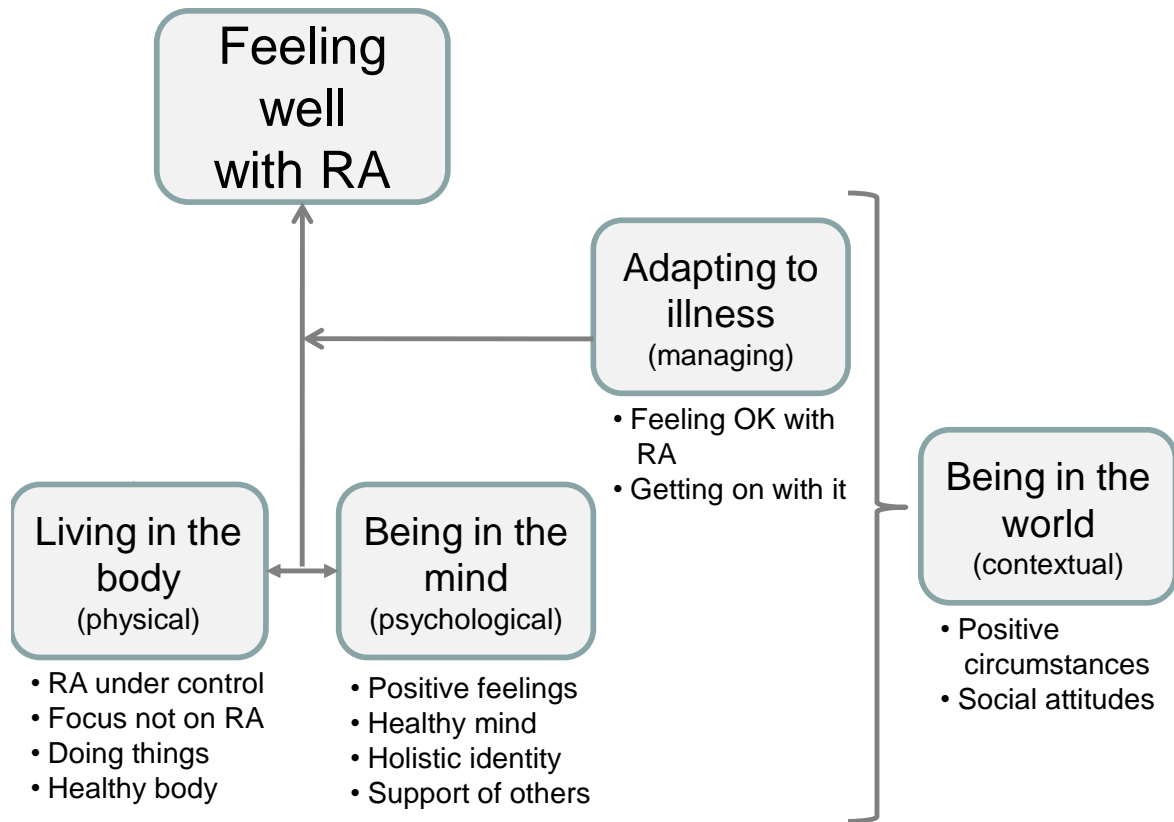 Feeling
well
with RA
Adapting to
illness
(managing)
• Feeling OK with
RA
• Getting on with it
Being in the
world
(contextual)
• Positive
circumstances
• Social attitudes
Living in the
body
(physical)
• RA under control
• Focus not on RA
• Doing things
• Healthy body
Being in the
mind
(psychological)
• Positive feelings
• Healthy mind
• Holistic identity
• Support of others